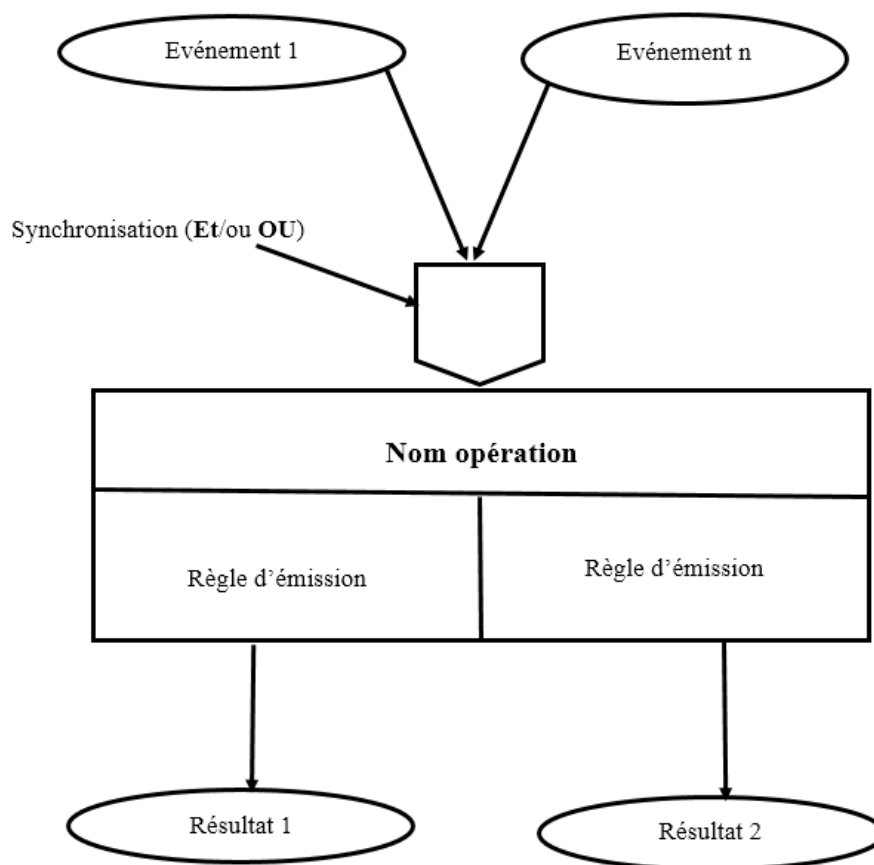 Evénement 1
Evénement n
Synchronisation (Et/ou OU)
Nom opération
Règle d’émission
Règle d’émission
Résultat 1
Résultat 2